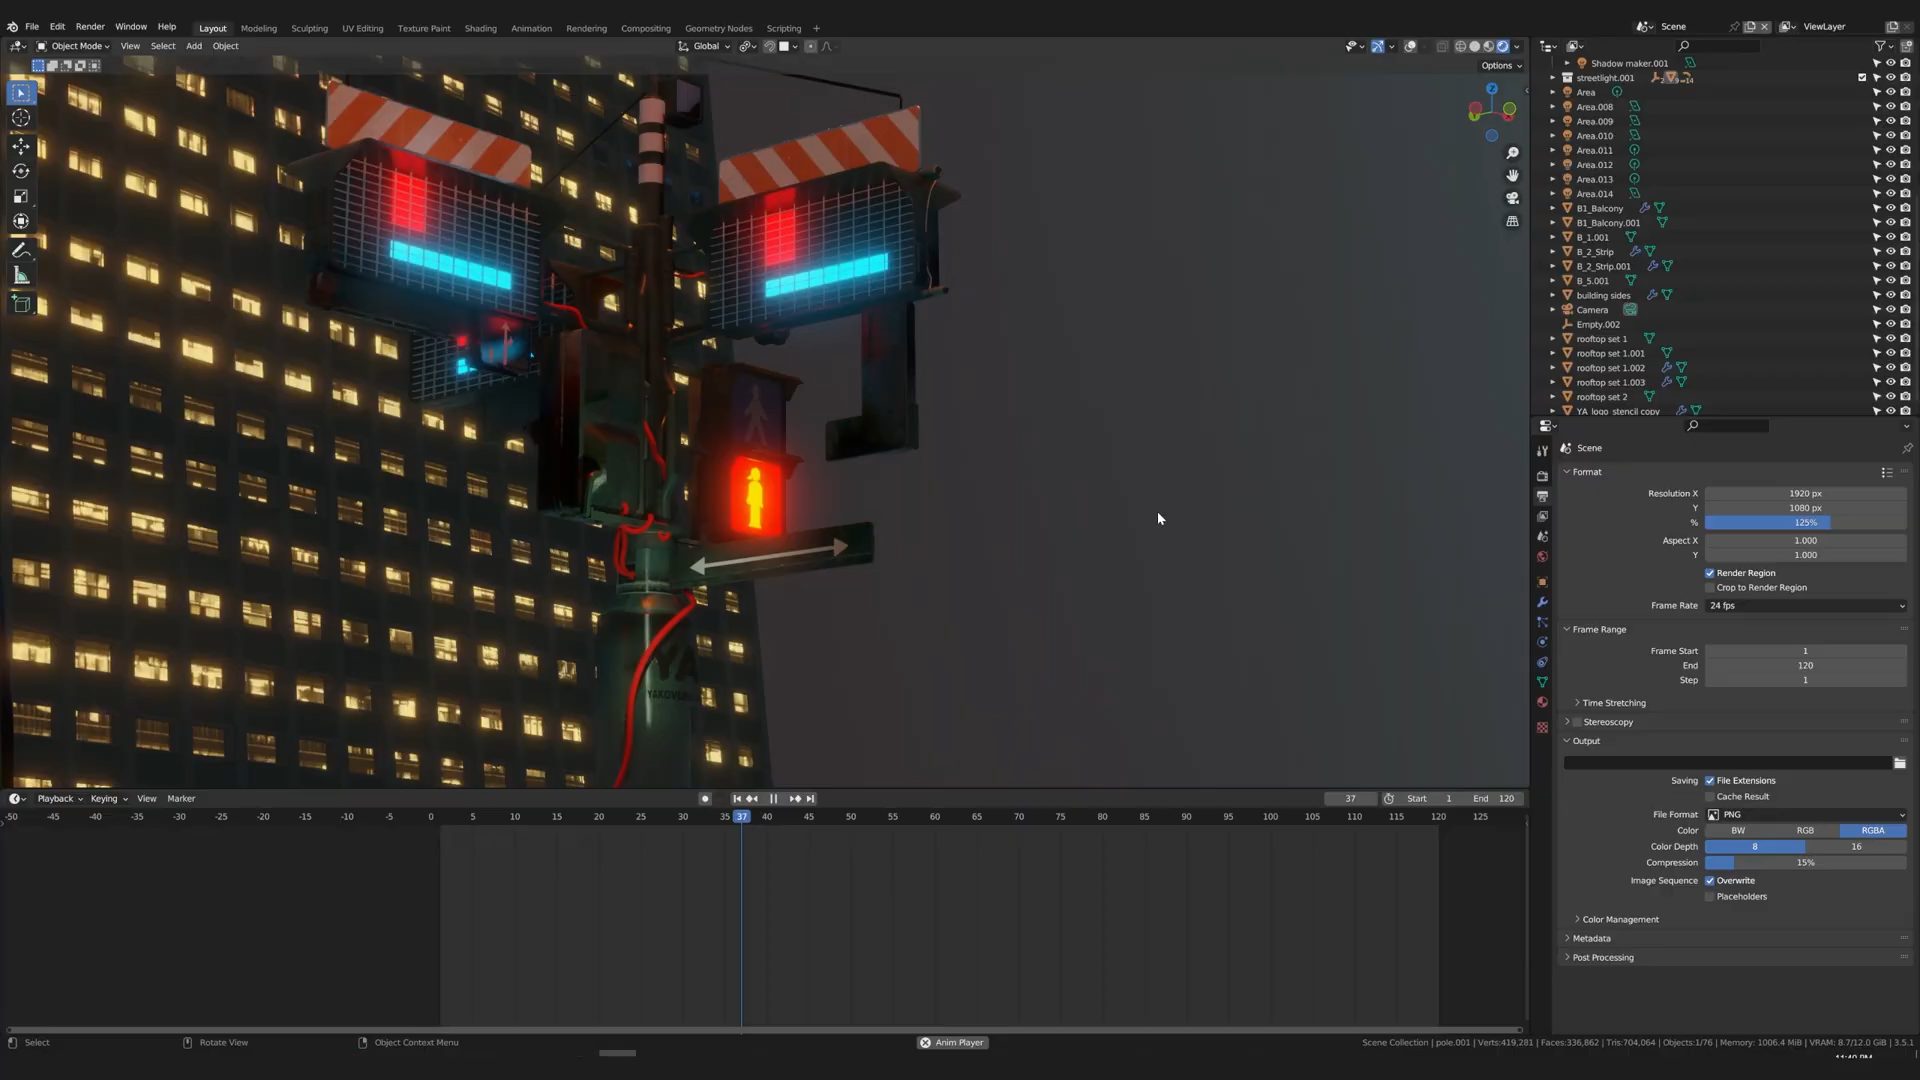 File Edit Render Window Help Layout Modeling Sculpting UV Editing Texture Paint Shading Animation Rendering Compositing Geometry Nodes Scripting + Scene ViewLayer
Object Mode View Select Add Object Global
Options
Shadow maker.001
streetlight.001
Area
Area.008
Area.009
Area.010
Area.011
Area.012
Area.013
Area.014
B1_Balcony
B1_Balcony.001
B_1.001
B_2_Strip
B_2_Strip.001
B_5.001
building sides
Camera
Empty.002
rooftop set 1
rooftop set 1.001
rooftop set 1.002
rooftop set 1.003
rooftop set 2
YA_logo_stencil copy
Scene
Format
Resolution X 1920 px
Y 1080 px
% 125%
Aspect X 1.000
Y 1.000
Render Region
Crop to Render Region
Frame Rate 24 fps
Frame Range
Frame Start 1
End 120
Step 1
Time Stretching
Stereoscopy
Output
Saving File Extensions
Cache Result
File Format PNG
Color BW RGB RGBA
Color Depth 8 16
Compression 15%
Image Sequence Overwrite
Placeholders
Color Management
Metadata
Post Processing
YA
Playback Keying View Marker 37 Start 1 End 120
-50 -45 -40 -35 -30 -25 -20 -15 -10 -5 0 5 10 15 20 25 30 35 37 40 45 50 55 60 65 70 75 80 85 90 95 100 105 110 115 120 125
Select Rotate View Object Context Menu Anim Player Scene Collection | pole.001 | Verts:419,281 | Faces:336,862 | Tris:704,064 | Objects:1/76 | Memory: 1006.4 MiB | VRAM: 8.7/12.0 GiB | 3.5.1